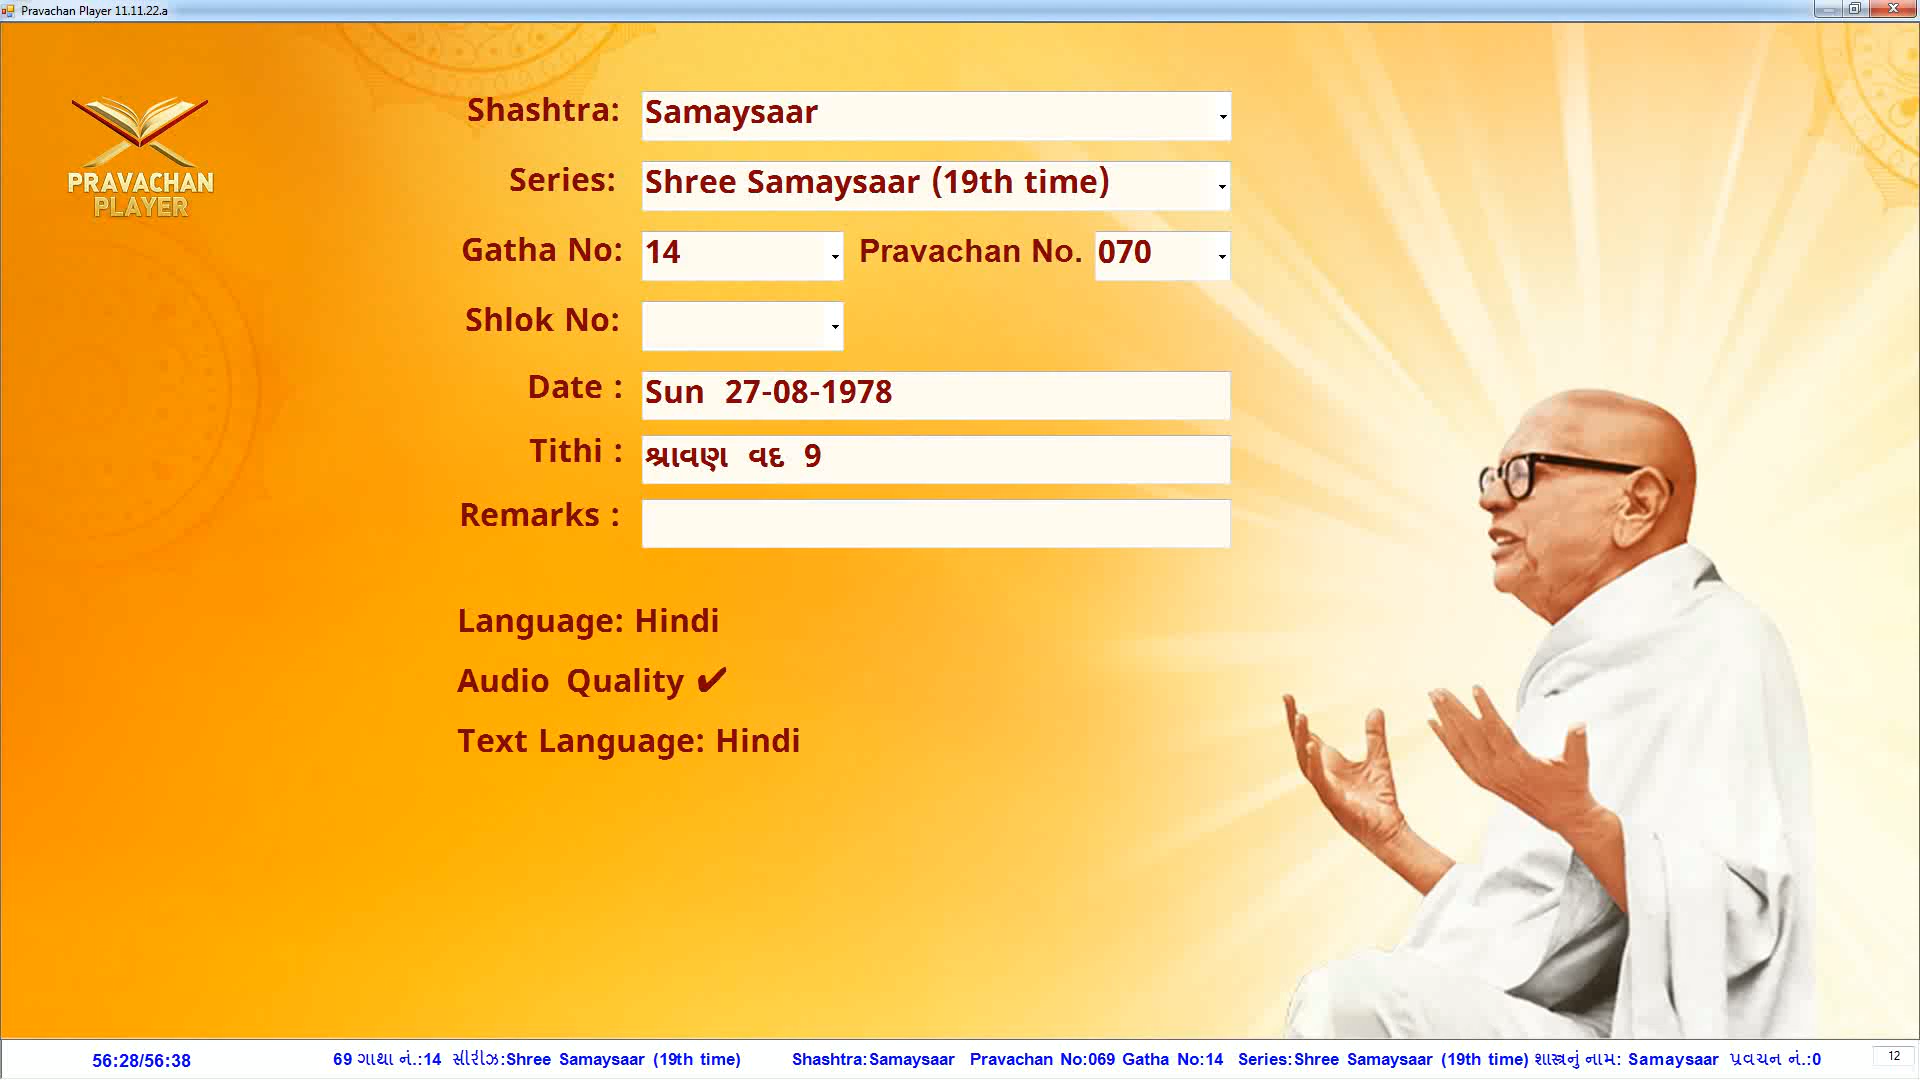 Pravachan Player 11.11.22.a
PRAVACHAN
PLAYER
Shashtra: Samaysaar
Series: Shree Samaysaar (19th time)
Gatha No: 14 Pravachan No. 070
Shlok No:
Date : Sun 27-08-1978
Tithi : શ્રાવણ વદ 9
Remarks :
Language: Hindi
Audio Quality ✔
Text Language: Hindi
56:28/56:38 69 ગાથા નં.:14 સીરીઝ:Shree Samaysaar (19th time) Shashtra:Samaysaar Pravachan No:069 Gatha No:14 Series:Shree Samaysaar (19th time) શાસ્ત્રનું નામ: Samaysaar પ્રવચન નં.:0 12